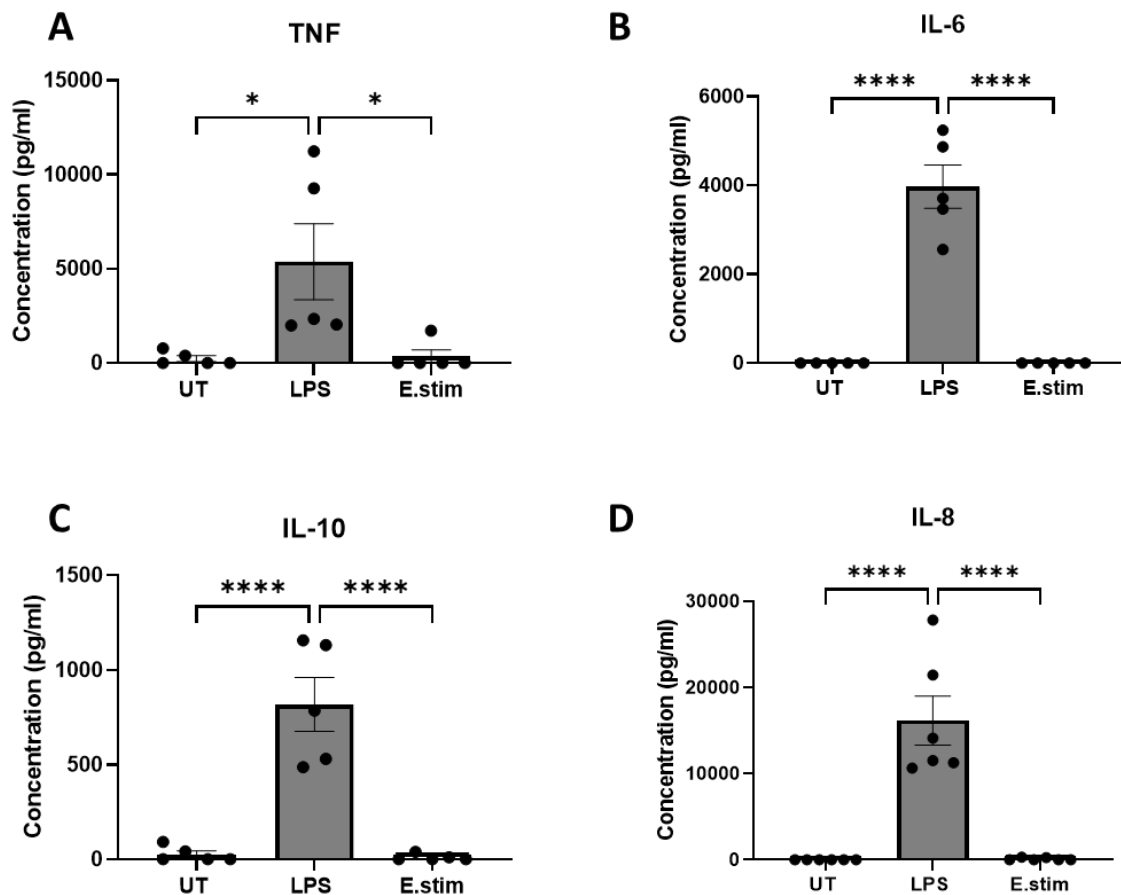 A
TNF
Concentration (pg/ml)
15000
10000
5000
0
* *
UT LPS E.stim
B
IL-6
Concentration (pg/ml)
6000
4000
2000
0
**** ****
UT LPS E.stim
C
IL-10
Concentration (pg/ml)
1500
1000
500
0
**** ****
UT LPS E.stim
D
IL-8
Concentration (pg/ml)
30000
20000
10000
0
**** ****
UT LPS E.stim